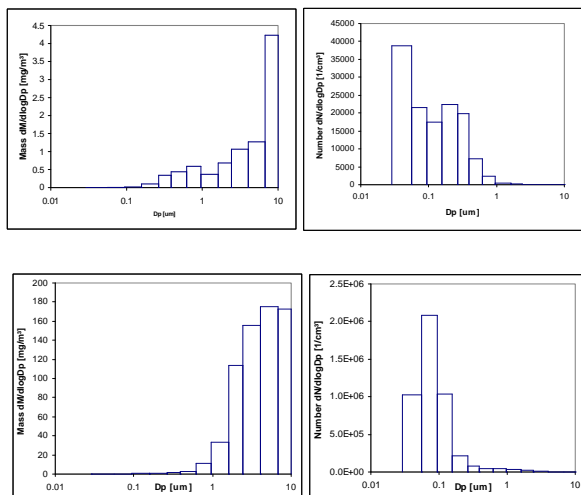 Mass dM/dlogDp [mg/m³]
4.5
4
3.5
3
2.5
2
1.5
1
0.5
0
0.01 0.1 1 10
Dp [um]
Number dN/dlogDp [1/cm³]
45000
40000
35000
30000
25000
20000
15000
10000
5000
0
0.01 0.1 1 10
Dp [um]
Mass dM/dlogDp [mg/m³]
200
180
160
140
120
100
80
60
40
20
0
0.01 0.1 1 10
Dp [um]
Number dN/dlogDp [1/cm³]
2.5E+06
2.0E+06
1.5E+06
1.0E+06
5.0E+05
0.0E+00
0.01 0.1 1 10
Dp [um]